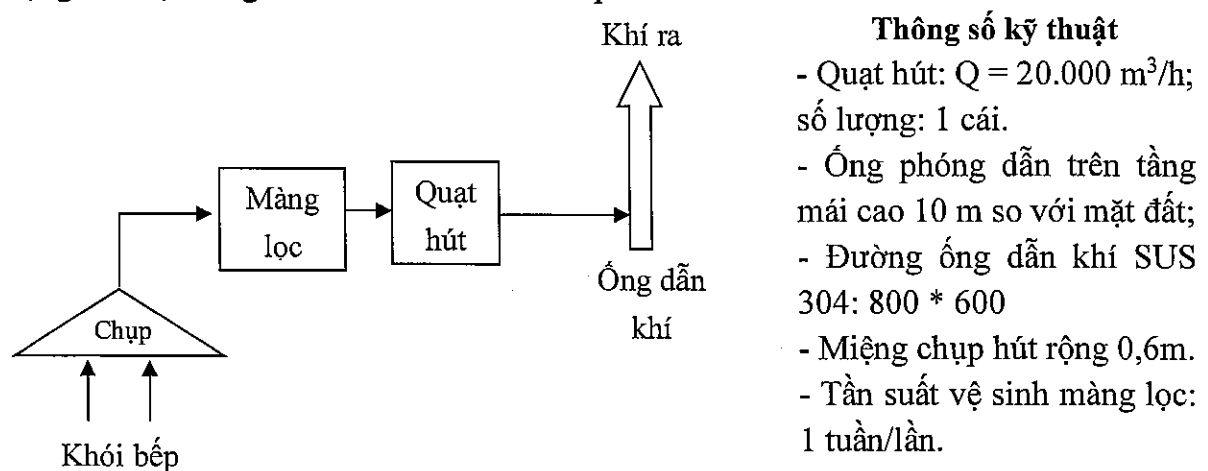 Khí ra
Màng
lọc
Quạt
hút
Ống dẫn
khí
Chụp
Khói bếp
Thông số kỹ thuật
- Quạt hút: Q = 20.000 m³/h;
số lượng: 1 cái.
- Ống phóng dẫn trên tầng
mái cao 10 m so với mặt đất;
- Đường ống dẫn khí SUS
304: 800 * 600
- Miệng chụp hút rộng 0,6m.
- Tần suất vệ sinh màng lọc:
1 tuần/lần.